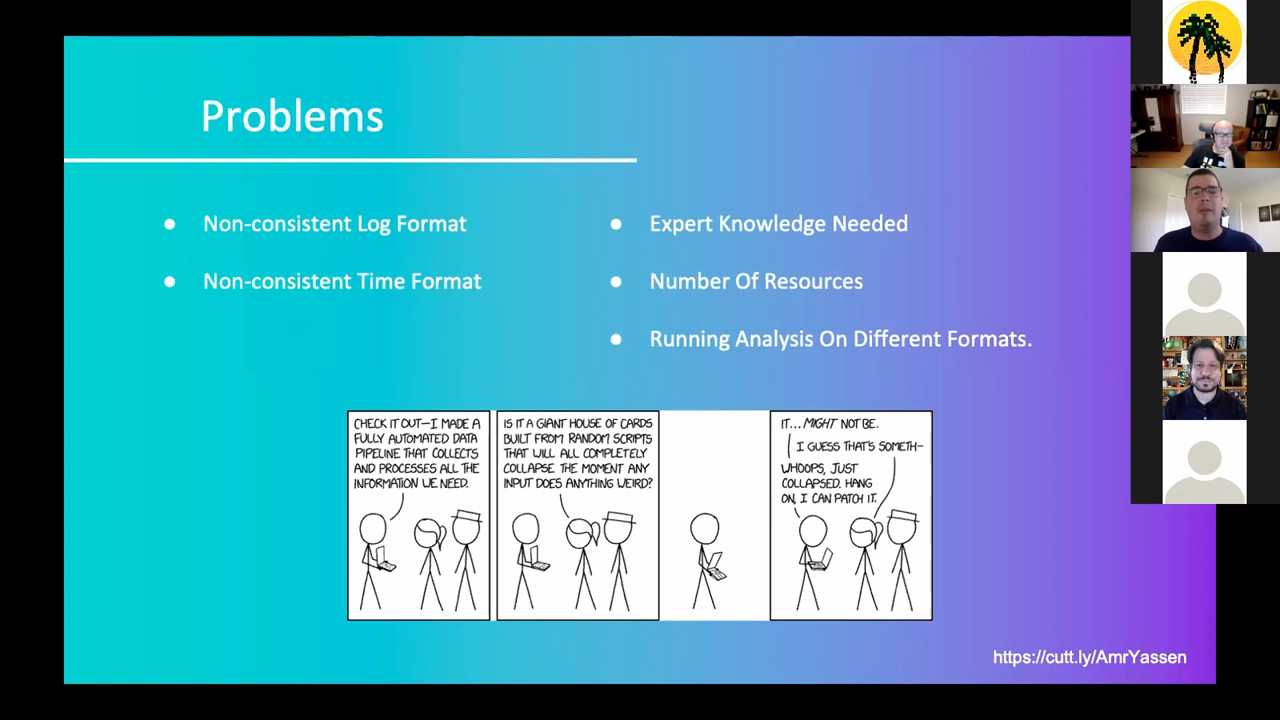 Problems
Non-consistent Log Format
Non-consistent Time Format
Expert Knowledge Needed
Number Of Resources
Running Analysis On Different Formats.
CHECK IT OUT—I MADE A
FULLY AUTOMATED DATA
PIPELINE THAT COLLECTS
AND PROCESSES ALL THE
INFORMATION WE NEED.
IS IT A GIANT HOUSE OF CARDS
BUILT FROM RANDOM SCRIPTS
THAT WILL ALL COMPLETELY
COLLAPSE THE MOMENT ANY
INPUT DOES ANYTHING WEIRD?
IT... MIGHT NOT BE.
I GUESS THAT'S SOMETH-
WHOOPS, JUST
COLLAPSED. HANG
ON, I CAN PATCH IT.
https://cutt.ly/AmrYassen